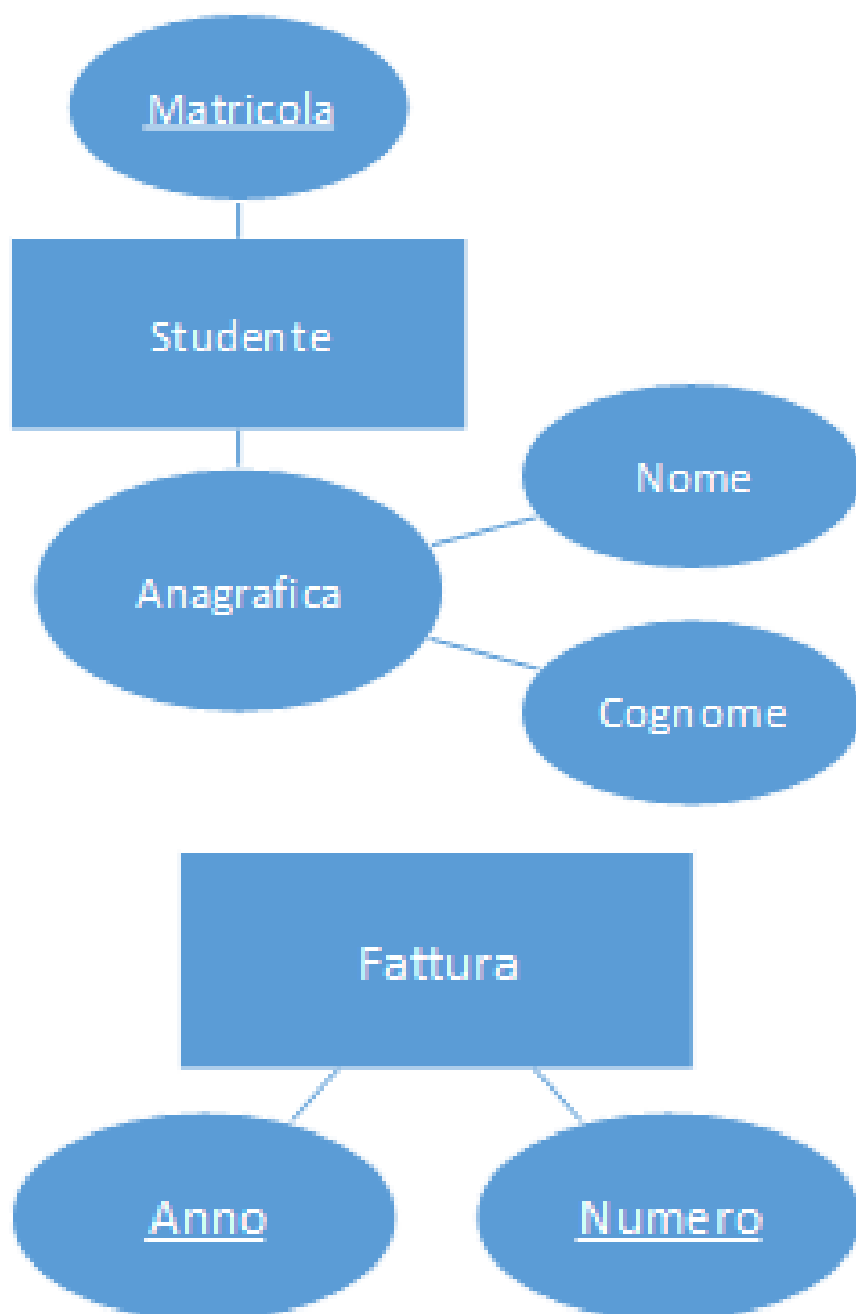 Matricola
Studente
Nome
Anagrafica
Cognome
Fattura
Anno
Numero